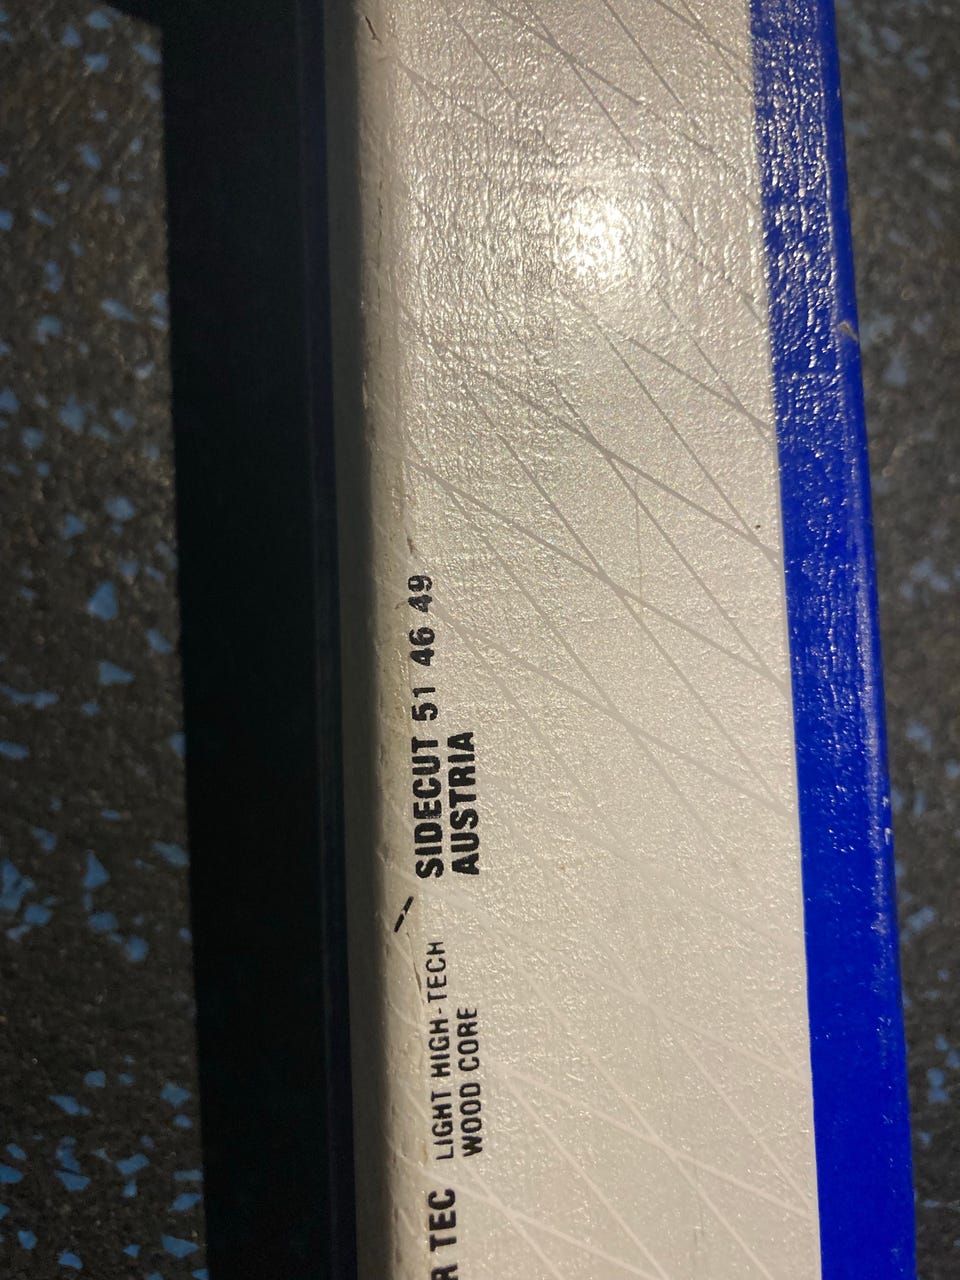 SIDECUT 51 46 49
AUSTRIA
LIGHT HIGH-TECH
WOOD CORE
R TEC